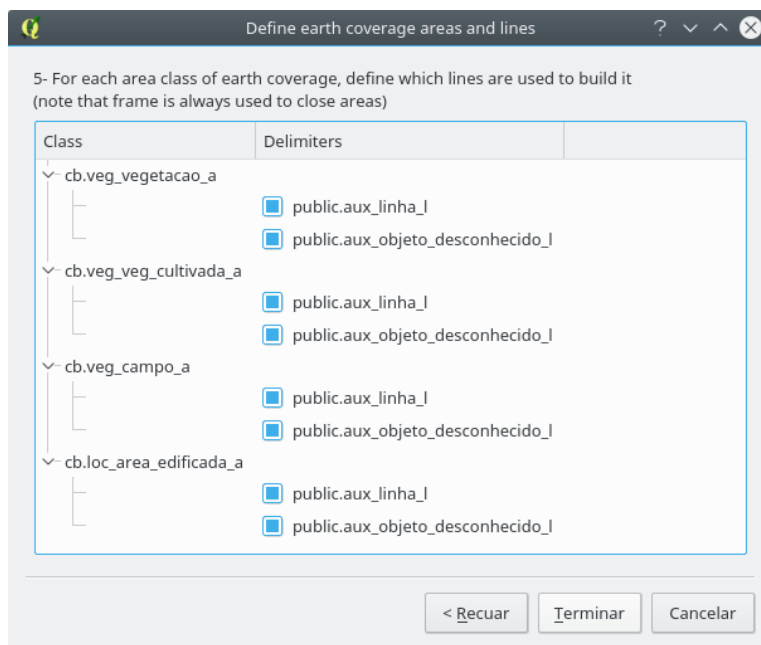 Define earth coverage areas and lines
5- For each area class of earth coverage, define which lines are used to build it
(note that frame is always used to close areas)
Class Delimiters
cb.veg_vegetacao_a
public.aux_linha_l
public.aux_objeto_desconhecido_l
cb.veg_veg_cultivada_a
public.aux_linha_l
public.aux_objeto_desconhecido_l
cb.veg_campo_a
public.aux_linha_l
public.aux_objeto_desconhecido_l
cb.loc_area_edificada_a
public.aux_linha_l
public.aux_objeto_desconhecido_l
< Recuar Terminar Cancelar